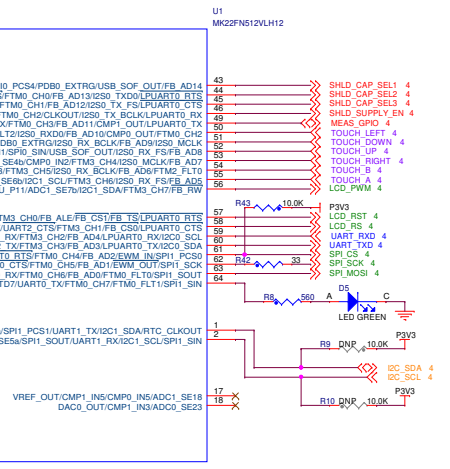 U1
MK22FN512VLH12
I0_PCS4/PDB0_EXTRG/USB_SOF_OUT/FB_AD14 43 SHLD_CAP_SEL1 4
/FTM0_CH0/FB_AD13/I2S0_TXD0/LPUART0_RTS 44 SHLD_CAP_SEL2 4
/FTM0_CH1/FB_AD12/I2S0_TX_FS/LPUART0_CTS 45 SHLD_CAP_SEL3 4
FTM0_CH2/CLKOUT/I2S0_TX_BCLK/LPUART0_RX 46 SHLD_SUPPLY_EN 4
/FTM0_CH3/FB_AD11/CMP1_OUT/LPUART0_TX 49 MEAS_GPIO 4
LT2/I2S0_RXD0/FB_AD10/CMP0_OUT/FTM0_CH2 50 TOUCH_LEFT 4
DB0_EXTRG/I2S0_RX_BCLK/FB_AD9/I2S0_MCLK 51 TOUCH_DOWN 4
I/SPI0_SIN/USB_SOF_OUT/I2S0_RX_FS/FB_AD8 52 TOUCH_UP 4
SE4b/CMP0_IN2/FTM3_CH4/I2S0_MCLK/FB_AD7 53 TOUCH_RIGHT 4
/FTM3_CH5/I2S0_RX_BCLK/FB_AD6/FTM2_FLT0 54 TOUCH_B 4
SE6b/I2C1_SCL/FTM3_CH6/I2S0_RX_FS/FB_AD5 55 TOUCH_A 4
U_P11/ADC1_SE7b/I2C1_SDA/FTM3_CH7/FB_RW 56 LCD_PWM 4
R43 10.0K P3V3
TM3_CH0/FB_ALE/FB_CS1/FB_TS/LPUART0_RTS 57 LCD_RST 4
/UART2_CTS/FTM3_CH1/FB_CS0/LPUART0_CTS 58 LCD_RS 4
RX/FTM3_CH2/FB_AD4/LPUART0_RX/I2C0_SCL 59 UART_RXD 4
_TX/FTM3_CH3/FB_AD3/LPUART0_TX/I2C0_SDA 60 UART_TXD 4
T0_RTS/FTM0_CH4/FB_AD2/EWM_IN/SPI1_PCS0 61 SPI_CS 4
0_CTS/FTM0_CH5/FB_AD1/EWM_OUT/SPI1_SCK 62 R42 33 SPI_SCK 4
_RX/FTM0_CH6/FB_AD0/FTM0_FLT0/SPI1_SOUT 63 SPI_MOSI 4
TD7/UART0_TX/FTM0_CH7/FTM0_FLT1/SPI1_SIN 64
D5
R8 560 A C
LED GREEN
/SPI1_PCS1/UART1_TX/I2C1_SDA/RTC_CLKOUT 1
SE5a/SPI1_SOUT/UART1_RX/I2C1_SCL/SPI1_SIN 2
P3V3
R9 DNP 10.0K
I2C_SDA 4
I2C_SCL 4
P3V3
R10 DNP 10.0K
VREF_OUT/CMP1_IN5/CMP0_IN5/ADC1_SE18 17
DAC0_OUT/CMP1_IN3/ADC0_SE23 18